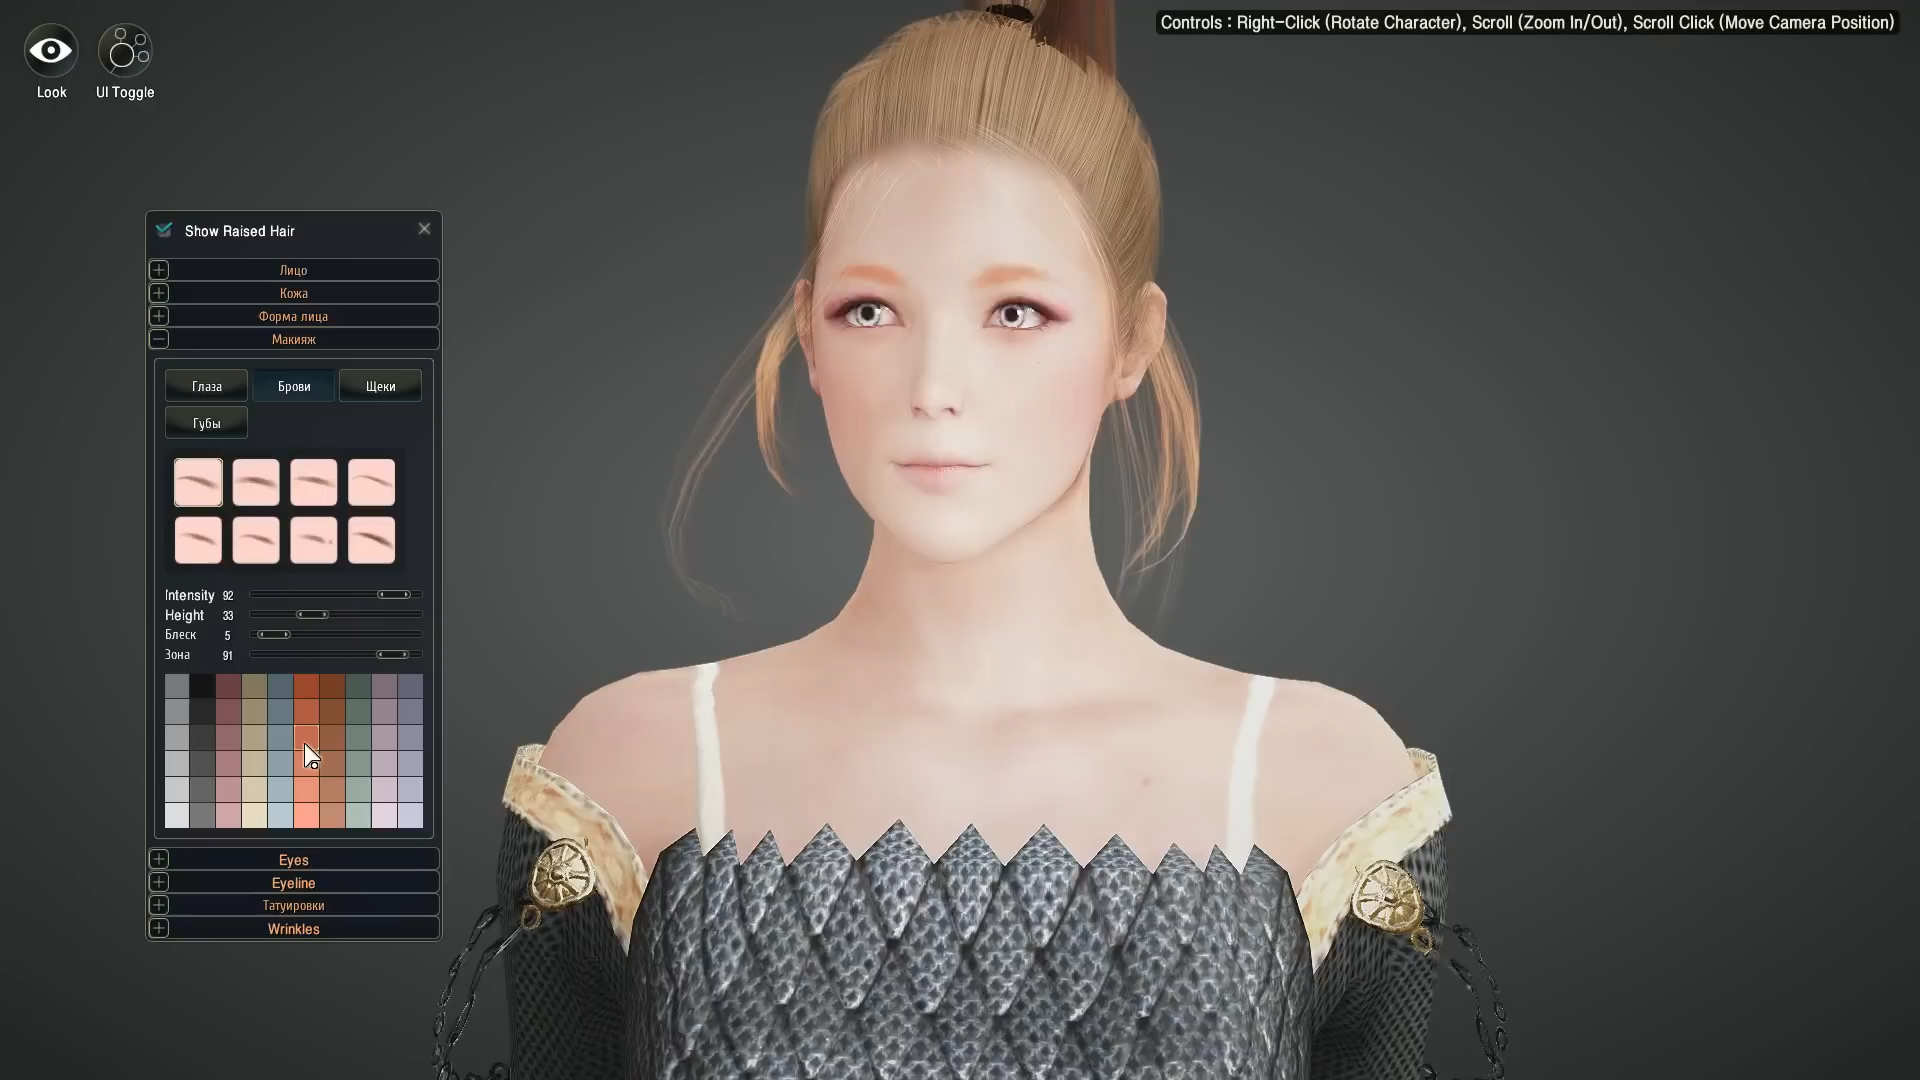 Controls : Right-Click (Rotate Character), Scroll (Zoom In/Out), Scroll Click (Move Camera Position)
Look
UI Toggle
Show Raised Hair
Лицо
Кожа
Форма лица
Макияж
Глаза Брови Щеки
Губы
Intensity 92
Height 33
Блеск 5
Зона 91
Eyes
Eyeline
Татуировки
Wrinkles